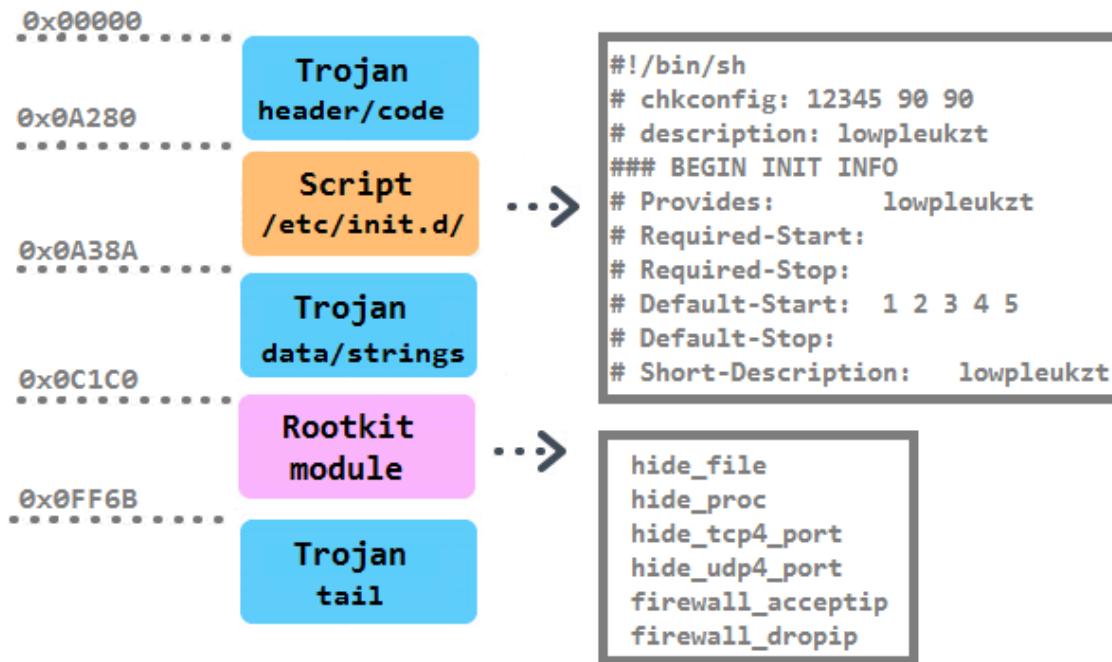 0x00000
Trojan
header/code
0x0A280
Script
/etc/init.d/
0x0A38A
Trojan
data/strings
0x0C1C0
Rootkit
module
0x0FF6B
Trojan
tail
#!/bin/sh
# chkconfig: 12345 90 90
# description: lowpleukzt
### BEGIN INIT INFO
# Provides: lowpleukzt
# Required-Start:
# Required-Stop:
# Default-Start: 1 2 3 4 5
# Default-Stop:
# Short-Description: lowpleukzt
hide_file
hide_proc
hide_tcp4_port
hide_udp4_port
firewall_acceptip
firewall_dropip